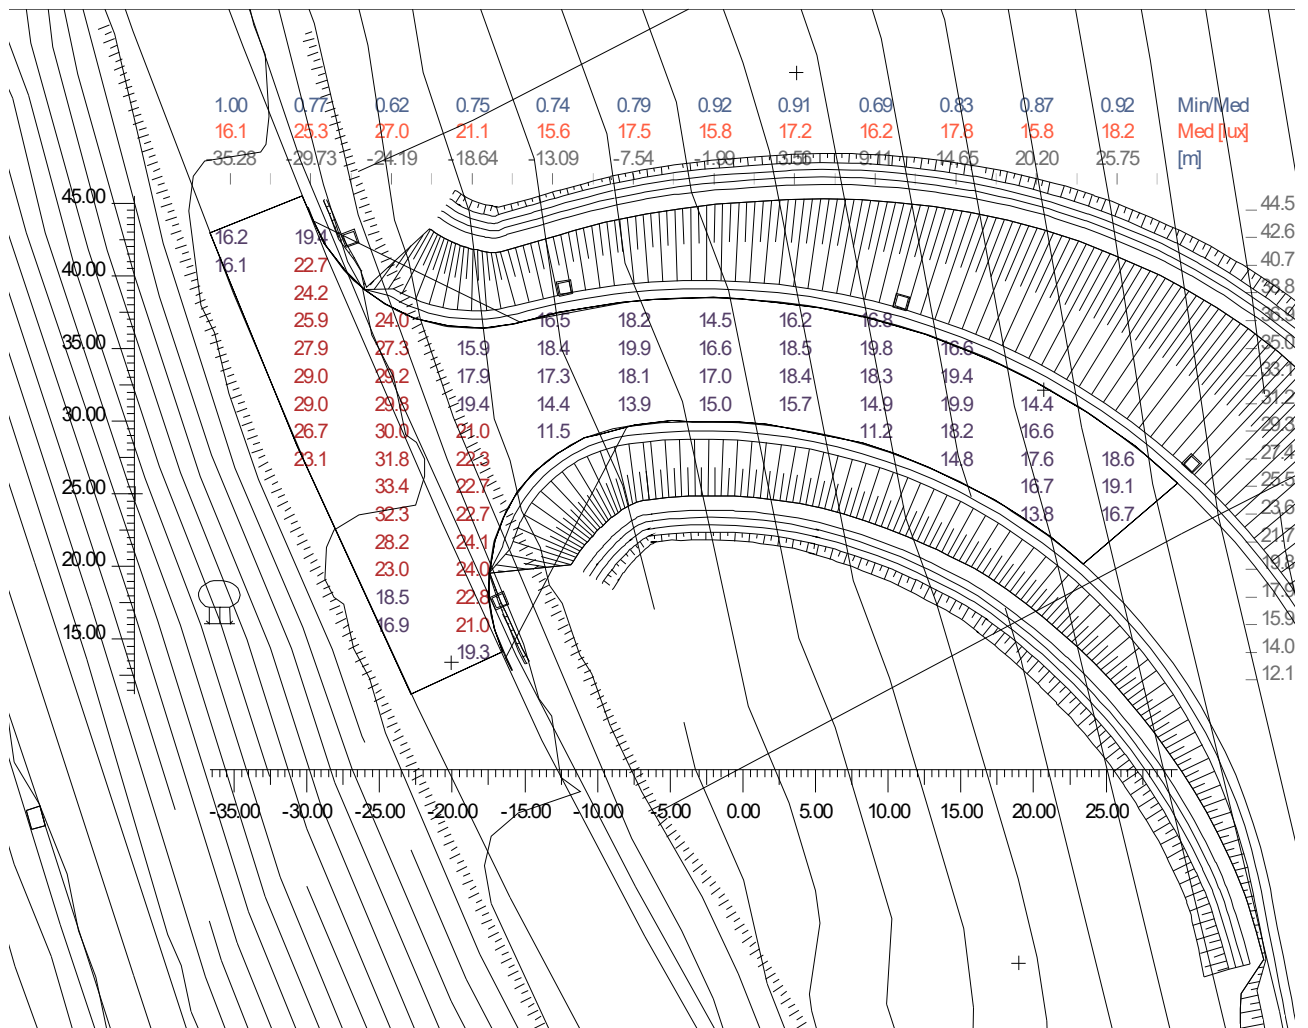 1.00 0.77 0.62 0.75 0.74 0.79 0.92 0.91 0.69 0.83 0.87 0.92 Min/Med
16.1 25.3 27.0 21.1 15.6 17.5 15.8 17.2 16.2 17.8 15.8 18.2 Med [lux]
-35.28 -29.73 -24.19 -18.64 -13.09 -7.54 -1.99 3.56 9.11 14.65 20.20 25.75 [m]
45.00 44.5
16.2 19.4 42.6
40.00 16.1 22.7 40.7
24.2 38.8
25.9 24.0 16.5 18.2 14.5 16.2 16.8 36.9
35.00 27.9 27.3 15.9 18.4 19.9 16.6 18.5 19.8 16.6 35.0
29.0 29.2 17.9 17.3 18.1 17.0 18.4 18.3 19.4 33.1
29.0 29.8 19.4 14.4 13.9 15.0 15.7 14.9 19.9 14.4 31.2
30.00 26.7 30.0 21.0 11.5 11.2 18.2 16.6 29.3
23.1 31.8 22.3 14.8 17.6 18.6 27.4
25.00 33.4 22.7 16.7 19.1 25.5
32.3 22.7 13.8 16.7 23.6
28.2 24.1 21.7
20.00 23.0 24.0 19.8
18.5 22.8 17.9
15.00 16.9 21.0 15.9
19.3 14.0
12.1
-35.00 -30.00 -25.00 -20.00 -15.00 -10.00 -5.00 0.00 5.00 10.00 15.00 20.00 25.00